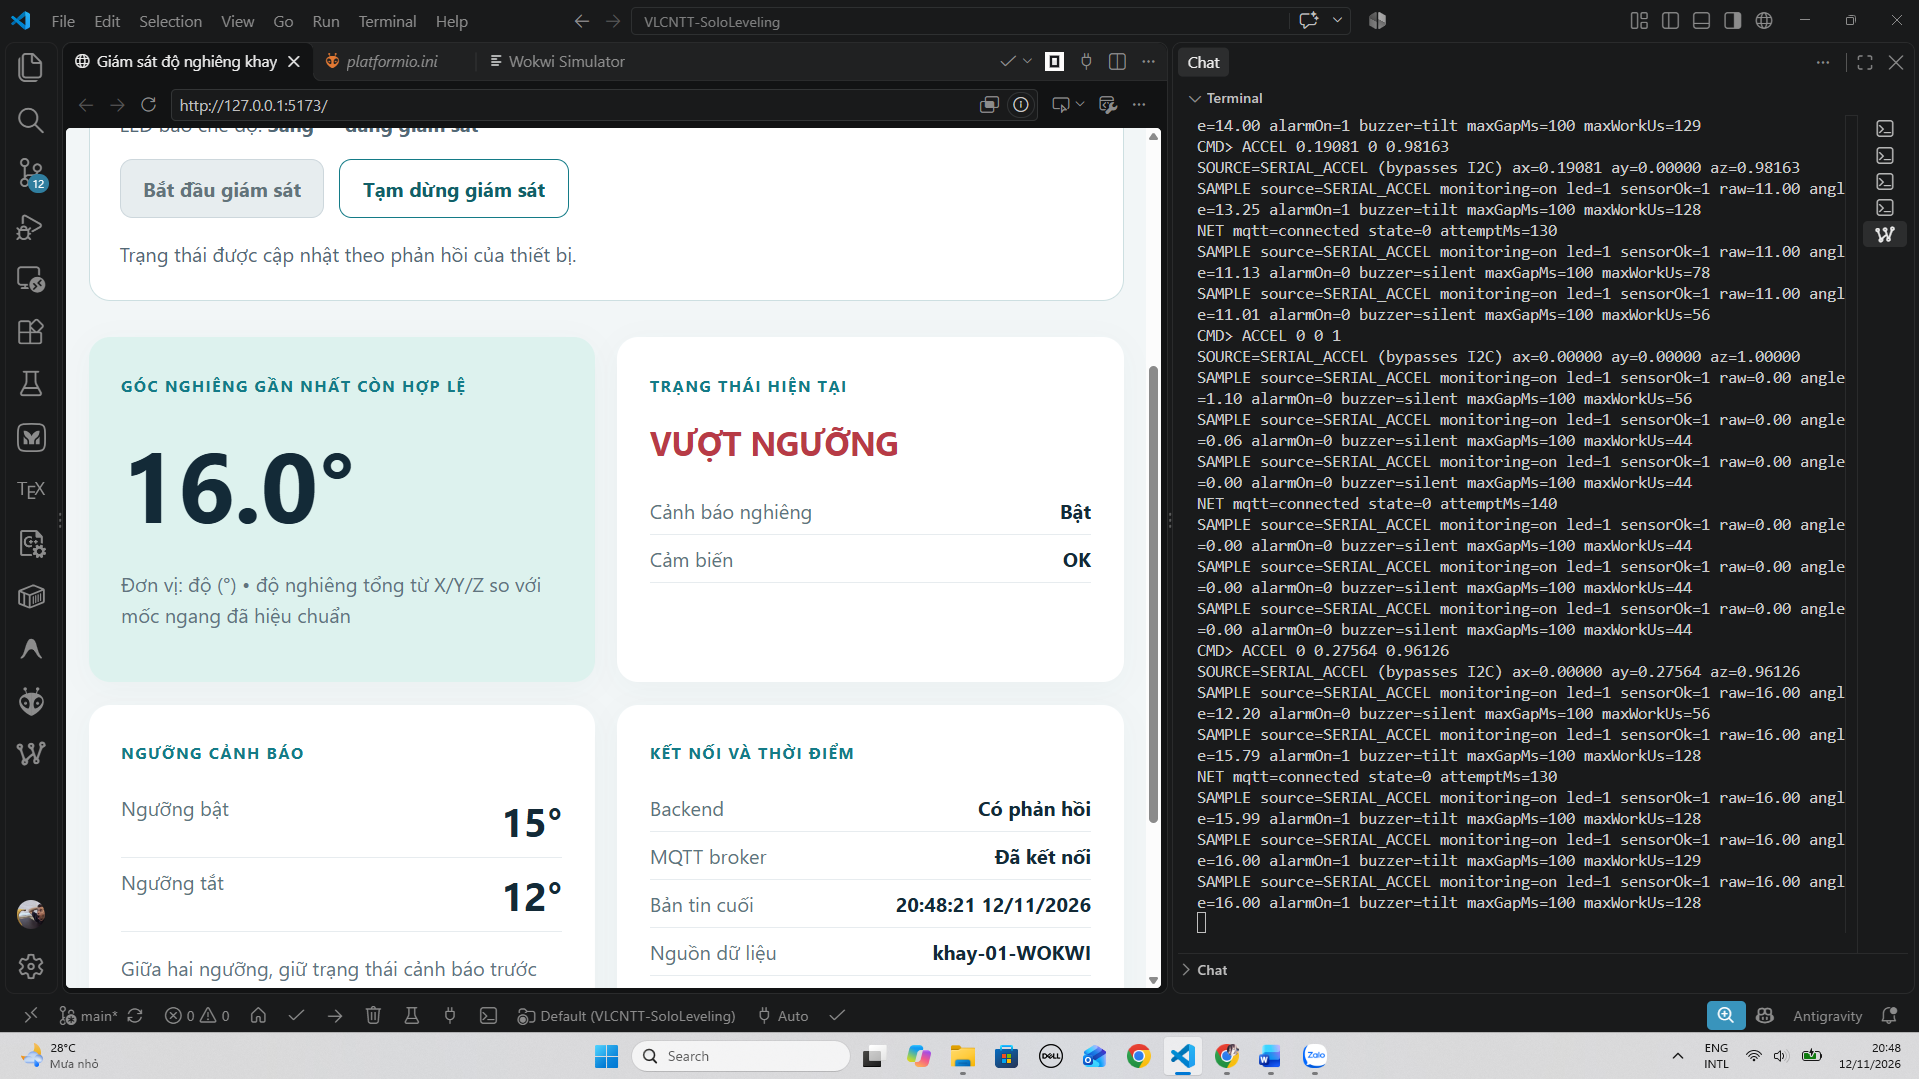 File Edit Selection View Go Run Terminal Help
VLCNTT-SoloLeveling
Giám sát độ nghiêng khay
platformio.ini
Wokwi Simulator
http://127.0.0.1:5173/
Bắt đầu giám sát
Tạm dừng giám sát
Trạng thái được cập nhật theo phản hồi của thiết bị.
GÓC NGHIÊNG GẦN NHẤT CÒN HỢP LỆ
16.0°
Đơn vị: độ (°) • độ nghiêng tổng từ X/Y/Z so với
mốc ngang đã hiệu chuẩn
TRẠNG THÁI HIỆN TẠI
VƯỢT NGƯỠNG
Cảnh báo nghiêng Bật
Cảm biến OK
NGƯỠNG CẢNH BÁO
Ngưỡng bật 15°
Ngưỡng tắt 12°
Giữa hai ngưỡng, giữ trạng thái cảnh báo trước
KẾT NỐI VÀ THỜI ĐIỂM
Backend Có phản hồi
MQTT broker Đã kết nối
Bản tin cuối 20:48:21 12/11/2026
Nguồn dữ liệu khay-01-WOKWI
Chat
Terminal
e=14.00 alarmOn=1 buzzer=tilt maxGapMs=100 maxWorkUs=129
CMD> ACCEL 0.19081 0 0.98163
SOURCE=SERIAL_ACCEL (bypasses I2C) ax=0.19081 ay=0.00000 az=0.98163
SAMPLE source=SERIAL_ACCEL monitoring=on led=1 sensorOk=1 raw=11.00 angl
e=13.25 alarmOn=1 buzzer=tilt maxGapMs=100 maxWorkUs=128
NET mqtt=connected state=0 attemptMs=130
SAMPLE source=SERIAL_ACCEL monitoring=on led=1 sensorOk=1 raw=11.00 angl
e=11.13 alarmOn=0 buzzer=silent maxGapMs=100 maxWorkUs=78
SAMPLE source=SERIAL_ACCEL monitoring=on led=1 sensorOk=1 raw=11.00 angl
e=11.01 alarmOn=0 buzzer=silent maxGapMs=100 maxWorkUs=56
CMD> ACCEL 0 0 1
SOURCE=SERIAL_ACCEL (bypasses I2C) ax=0.00000 ay=0.00000 az=1.00000
SAMPLE source=SERIAL_ACCEL monitoring=on led=1 sensorOk=1 raw=0.00 angle
=1.10 alarmOn=0 buzzer=silent maxGapMs=100 maxWorkUs=56
SAMPLE source=SERIAL_ACCEL monitoring=on led=1 sensorOk=1 raw=0.00 angle
=0.06 alarmOn=0 buzzer=silent maxGapMs=100 maxWorkUs=44
SAMPLE source=SERIAL_ACCEL monitoring=on led=1 sensorOk=1 raw=0.00 angle
=0.00 alarmOn=0 buzzer=silent maxGapMs=100 maxWorkUs=44
NET mqtt=connected state=0 attemptMs=140
SAMPLE source=SERIAL_ACCEL monitoring=on led=1 sensorOk=1 raw=0.00 angle
=0.00 alarmOn=0 buzzer=silent maxGapMs=100 maxWorkUs=44
SAMPLE source=SERIAL_ACCEL monitoring=on led=1 sensorOk=1 raw=0.00 angle
=0.00 alarmOn=0 buzzer=silent maxGapMs=100 maxWorkUs=44
SAMPLE source=SERIAL_ACCEL monitoring=on led=1 sensorOk=1 raw=0.00 angle
=0.00 alarmOn=0 buzzer=silent maxGapMs=100 maxWorkUs=44
CMD> ACCEL 0 0.27564 0.96126
SOURCE=SERIAL_ACCEL (bypasses I2C) ax=0.00000 ay=0.27564 az=0.96126
SAMPLE source=SERIAL_ACCEL monitoring=on led=1 sensorOk=1 raw=16.00 angl
e=12.20 alarmOn=0 buzzer=silent maxGapMs=100 maxWorkUs=56
SAMPLE source=SERIAL_ACCEL monitoring=on led=1 sensorOk=1 raw=16.00 angl
e=15.79 alarmOn=1 buzzer=tilt maxGapMs=100 maxWorkUs=128
NET mqtt=connected state=0 attemptMs=130
SAMPLE source=SERIAL_ACCEL monitoring=on led=1 sensorOk=1 raw=16.00 angl
e=15.99 alarmOn=1 buzzer=tilt maxGapMs=100 maxWorkUs=128
SAMPLE source=SERIAL_ACCEL monitoring=on led=1 sensorOk=1 raw=16.00 angl
e=16.00 alarmOn=1 buzzer=tilt maxGapMs=100 maxWorkUs=129
SAMPLE source=SERIAL_ACCEL monitoring=on led=1 sensorOk=1 raw=16.00 angl
e=16.00 alarmOn=1 buzzer=tilt maxGapMs=100 maxWorkUs=128
Chat
12
TEX
main* 0 0 Default (VLCNTT-SoloLeveling) Auto Antigravity
28°C
Mưa nhỏ
Search
DELL
Zalo
ENG
INTL
20:48
12/11/2026